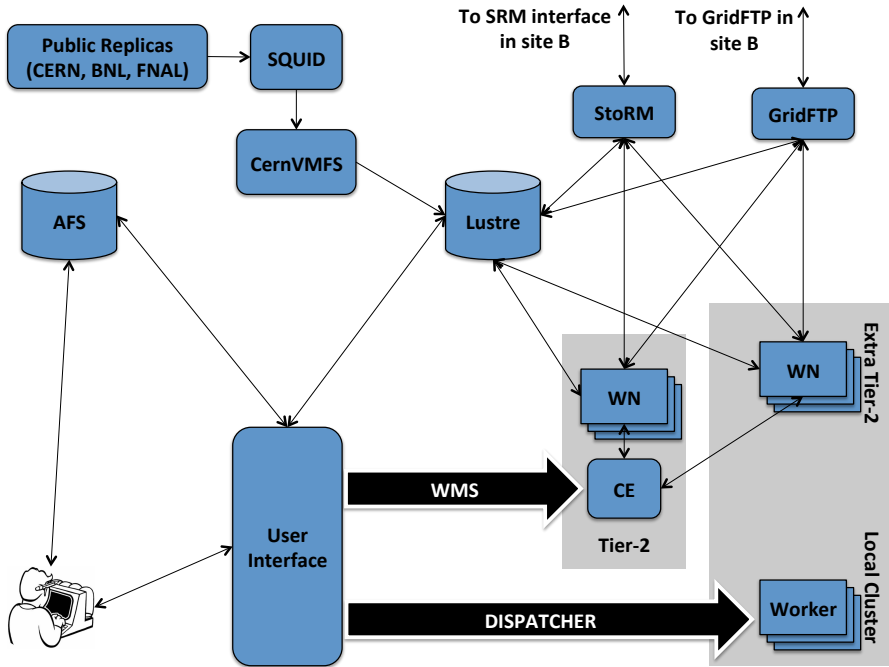 To SRM interface
in site B
To GridFTP in
site B
Public Replicas
(CERN, BNL, FNAL)
SQUID
StoRM
GridFTP
CernVMFS
AFS
Lustre
WN
WN
Extra Tier-2
WMS
CE
Tier-2
User
Interface
Local Cluster
DISPATCHER
Worker